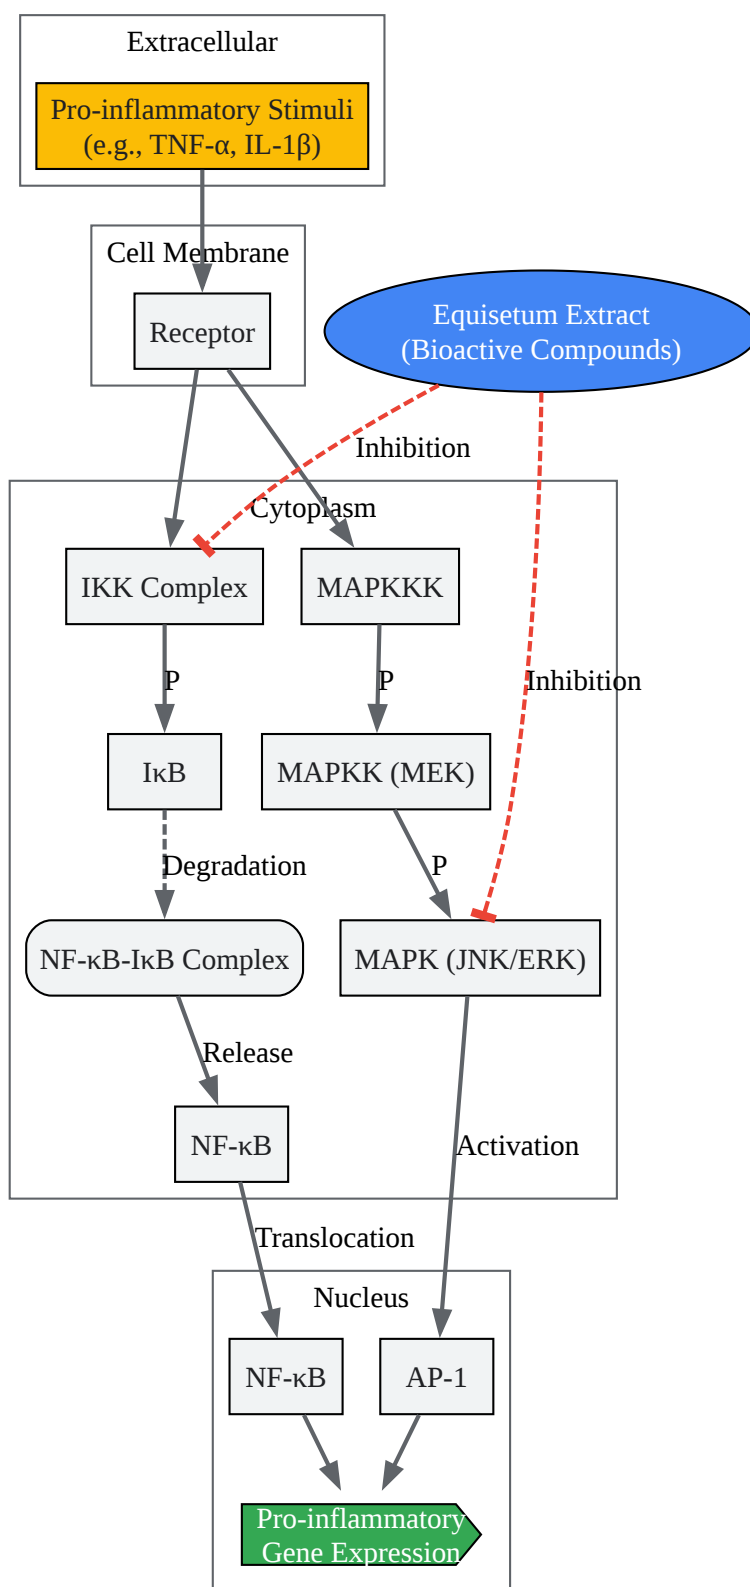 Extracellular
Pro-inflammatory Stimuli
(e.g., TNF-α, IL-1β)
Cell Membrane
Receptor
Equisetum Extract
(Bioactive Compounds)
Inhibition
Cytoplasm
IKK Complex
MAPKKK
P
P
Inhibition
IκB
MAPKK (MEK)
Degradation
P
NF-κB-IκB Complex
MAPK (JNK/ERK)
Release
NF-κB
Activation
Translocation
Nucleus
NF-κB
AP-1
Pro-inflammatory
Gene Expression